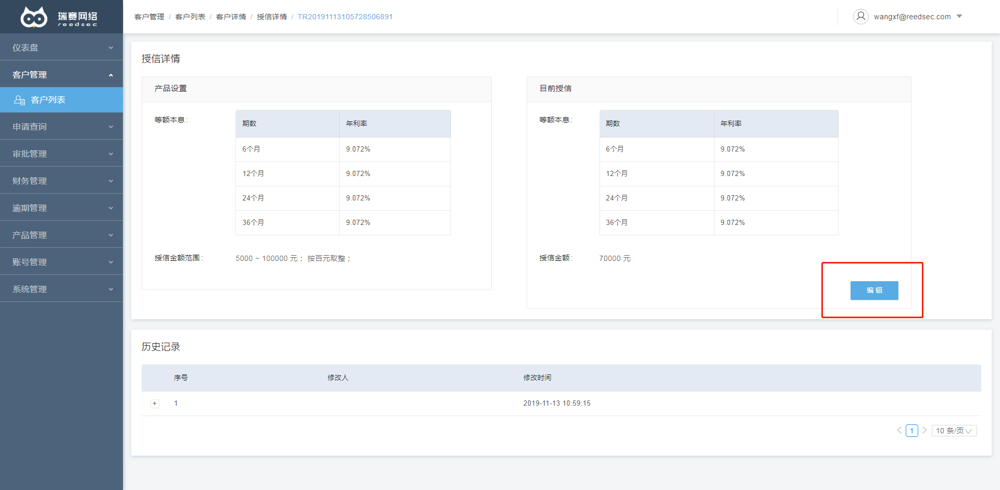 瑞赛网络
reedsec
客户管理 / 客户列表 / 客户详情 / 授信详情 / TR20191113105728506891
wangxf@reedsec.com
仪表盘
客户管理
客户列表
申请查询
审批管理
财务管理
逾期管理
产品管理
账号管理
系统管理
授信详情
产品设置
等额本息:
期数 年利率
6个月 9.072%
12个月 9.072%
24个月 9.072%
36个月 9.072%
授信金额范围: 5000 ~ 100000 元； 按百元取整；
目前授信
等额本息:
期数 年利率
6个月 9.072%
12个月 9.072%
24个月 9.072%
36个月 9.072%
授信金额: 70000 元
编 辑
历史记录
序号 修改人 修改时间
+ 1 2019-11-13 10:59:15
< 1 > 10 条/页